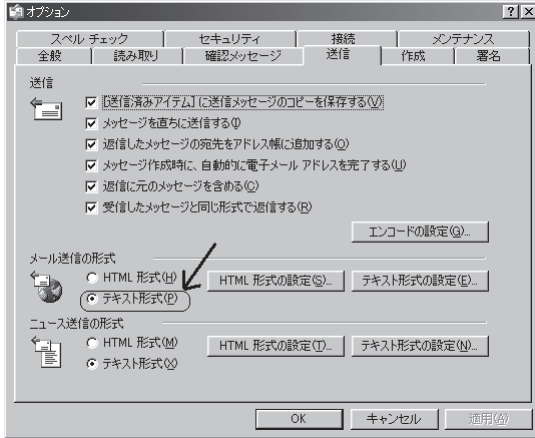 オプション
スペル チェック セキュリティ 接続 メンテナンス
全般 読み取り 確認メッセージ 送信 作成 署名
送信
[送信済みアイテム] に送信メッセージのコピーを保存する(V)
メッセージを直ちに送信する(I)
返信したメッセージの宛先をアドレス帳に追加する(O)
メッセージ作成時に、自動的に電子メール アドレスを完了する(U)
返信に元のメッセージを含める(C)
受信したメッセージと同じ形式で返信する(R)
エンコードの設定(G)...
メール送信の形式
HTML 形式(H) HTML 形式の設定(S)... テキスト形式の設定(E)...
テキスト形式(P)
ニュース送信の形式
HTML 形式(M) HTML 形式の設定(T)... テキスト形式の設定(N)...
テキスト形式(X)
OK キャンセル 適用(A)